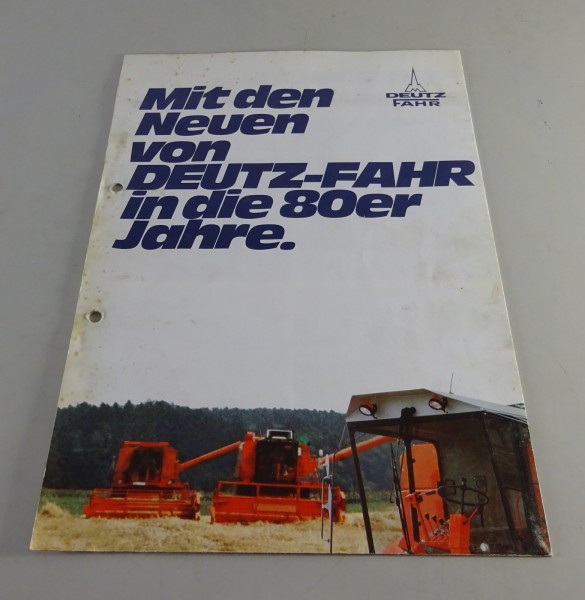 Mit den
Neuen
von
DEUTZ-FAHR
in die 80er
Jahre.
DEUTZ
FAHR